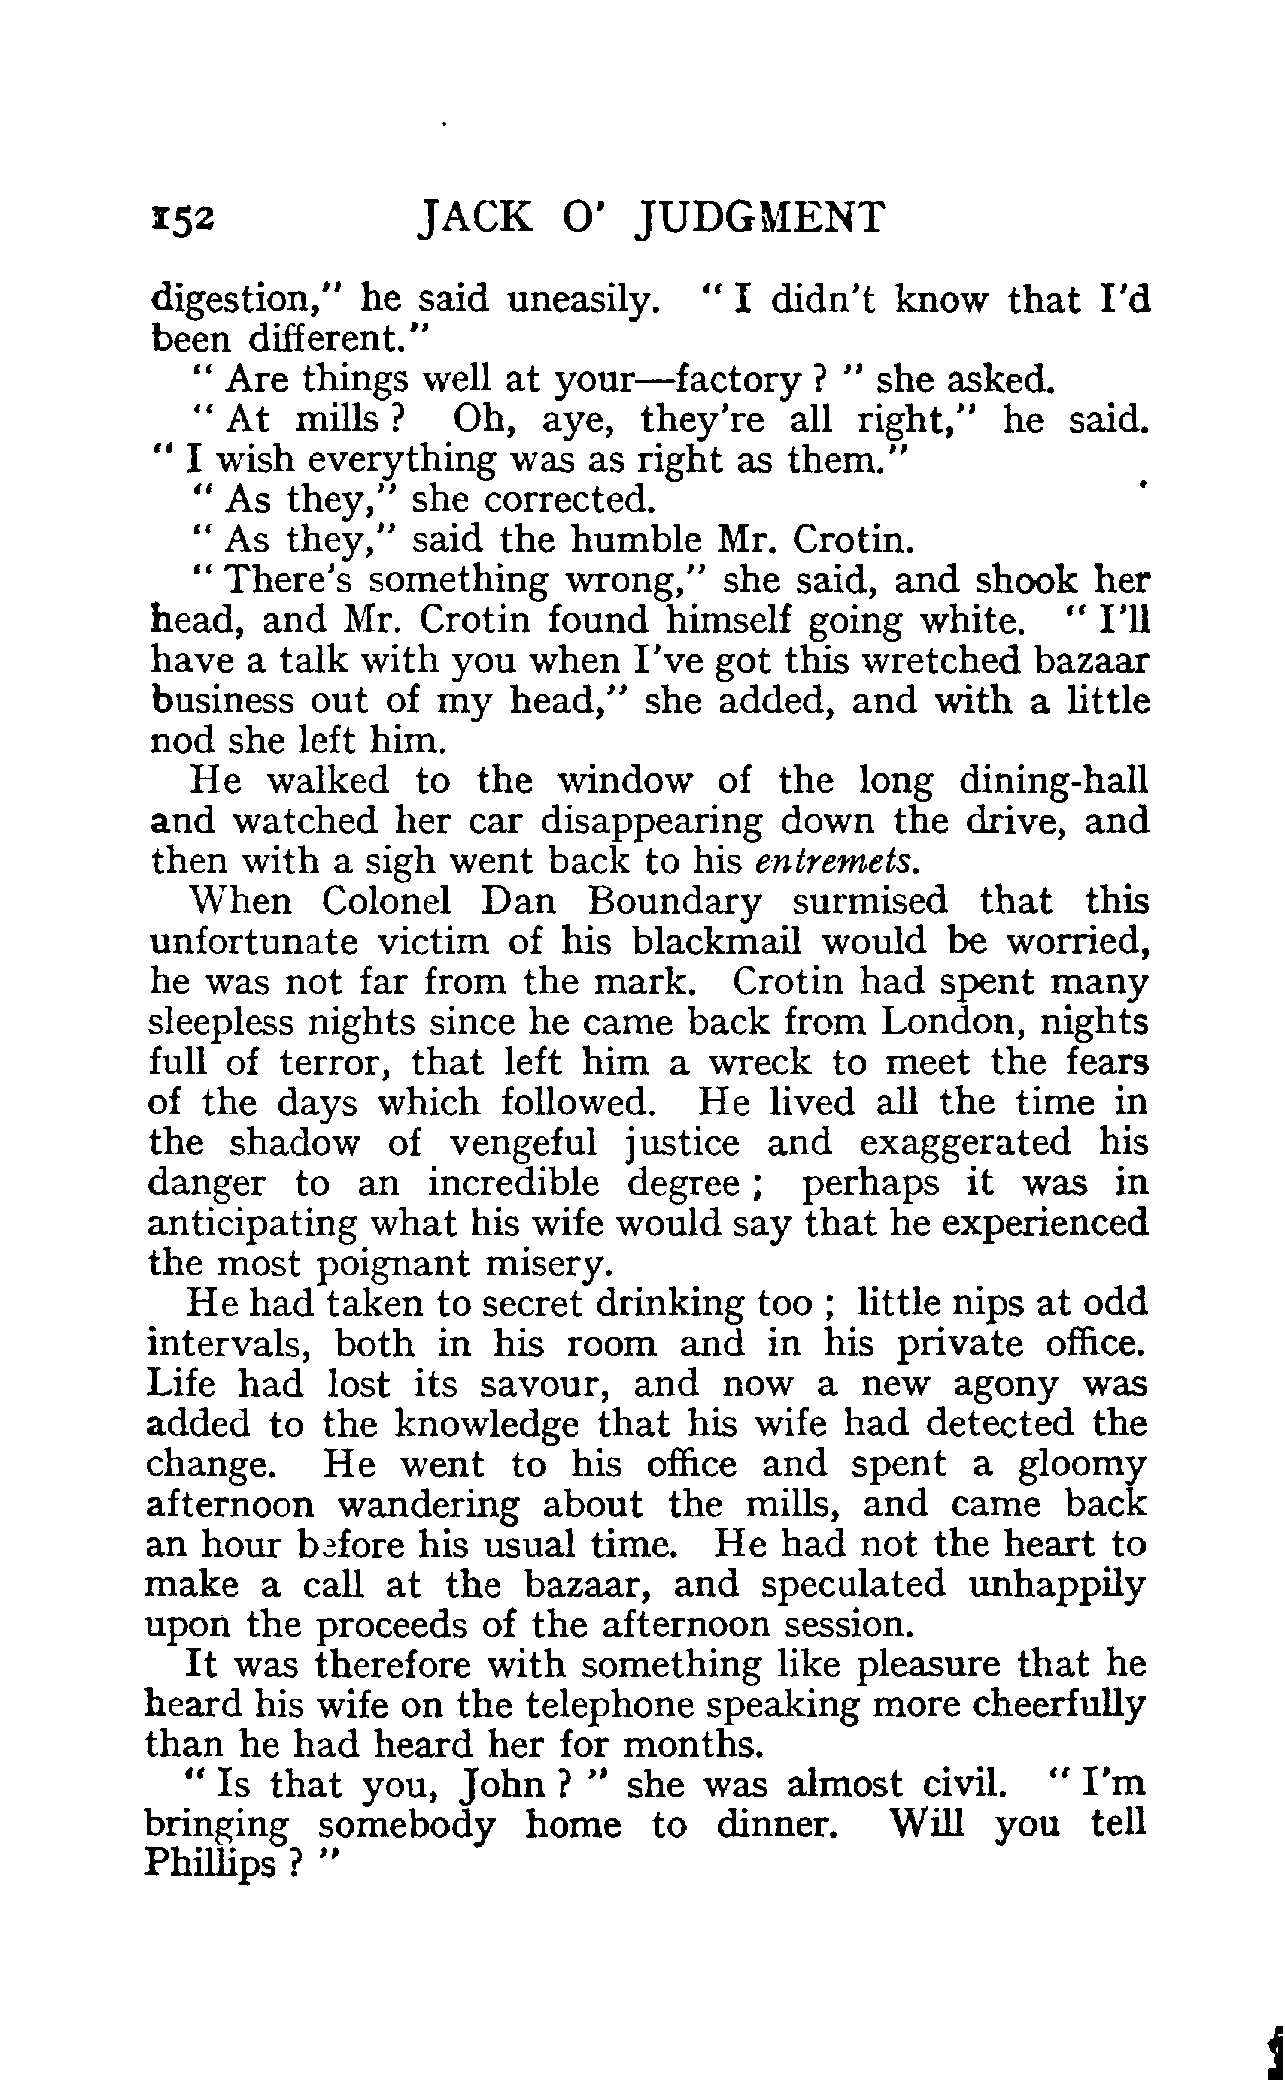 152 JACK O' JUDGMENT
digestion," he said uneasily. " I didn't know that I'd
been different."
" Are things well at your—factory ? " she asked.
" At mills ? Oh, aye, they're all right," he said.
" I wish everything was as right as them."
" As they," she corrected.
" As they," said the humble Mr. Crotin.
" There's something wrong," she said, and shook her
head, and Mr. Crotin found himself going white. " I'll
have a talk with you when I've got this wretched bazaar
business out of my head," she added, and with a little
nod she left him.
He walked to the window of the long dining-hall
and watched her car disappearing down the drive, and
then with a sigh went back to his entremets.
When Colonel Dan Boundary surmised that this
unfortunate victim of his blackmail would be worried,
he was not far from the mark. Crotin had spent many
sleepless nights since he came back from London, nights
full of terror, that left him a wreck to meet the fears
of the days which followed. He lived all the time in
the shadow of vengeful justice and exaggerated his
danger to an incredible degree ; perhaps it was in
anticipating what his wife would say that he experienced
the most poignant misery.
He had taken to secret drinking too ; little nips at odd
intervals, both in his room and in his private office.
Life had lost its savour, and now a new agony was
added to the knowledge that his wife had detected the
change. He went to his office and spent a gloomy
afternoon wandering about the mills, and came back
an hour before his usual time. He had not the heart to
make a call at the bazaar, and speculated unhappily
upon the proceeds of the afternoon session.
It was therefore with something like pleasure that he
heard his wife on the telephone speaking more cheerfully
than he had heard her for months.
" Is that you, John ? " she was almost civil. " I'm
bringing somebody home to dinner. Will you tell
Phillips ? "